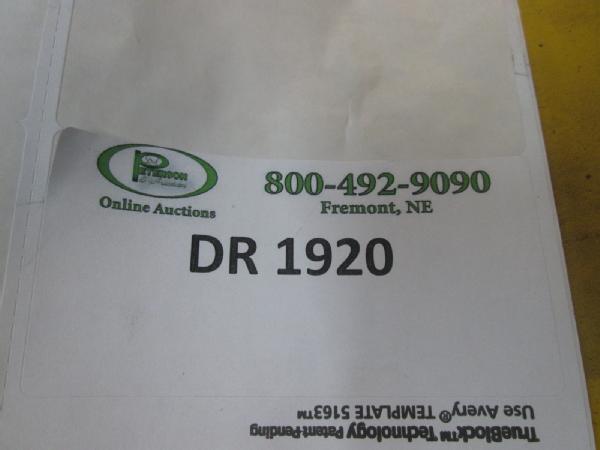 PETERSON
Online Auctions
800-492-9090
Fremont, NE
DR 1920
Use Avery® TEMPLATE 5163™
TrueBlock™ Technology Patent-Pending